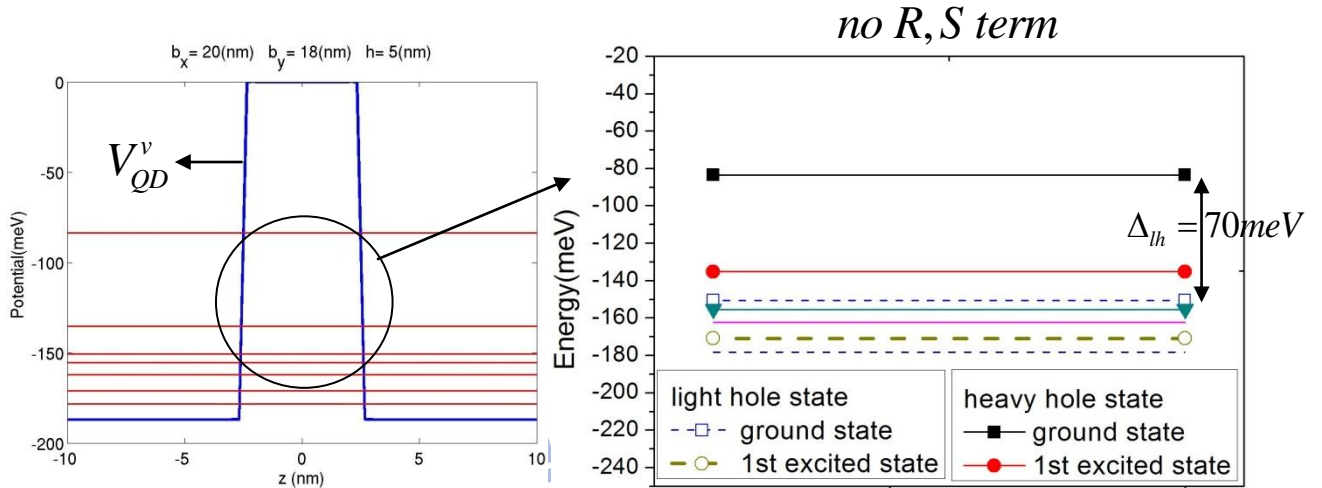 b_x= 20(nm) b_y= 18(nm) h= 5(nm)
0
-50
-100
-150
-200
-10
-5
0
5
10
Potential(meV)
z (nm)
V^v_QD
no R, S term
-20
-40
-60
-80
-100
-120
-140
-160
-180
-200
-220
-240
Energy(meV)
Δ_lh = 70meV
light hole state
ground state
1st excited state
heavy hole state
ground state
1st excited state